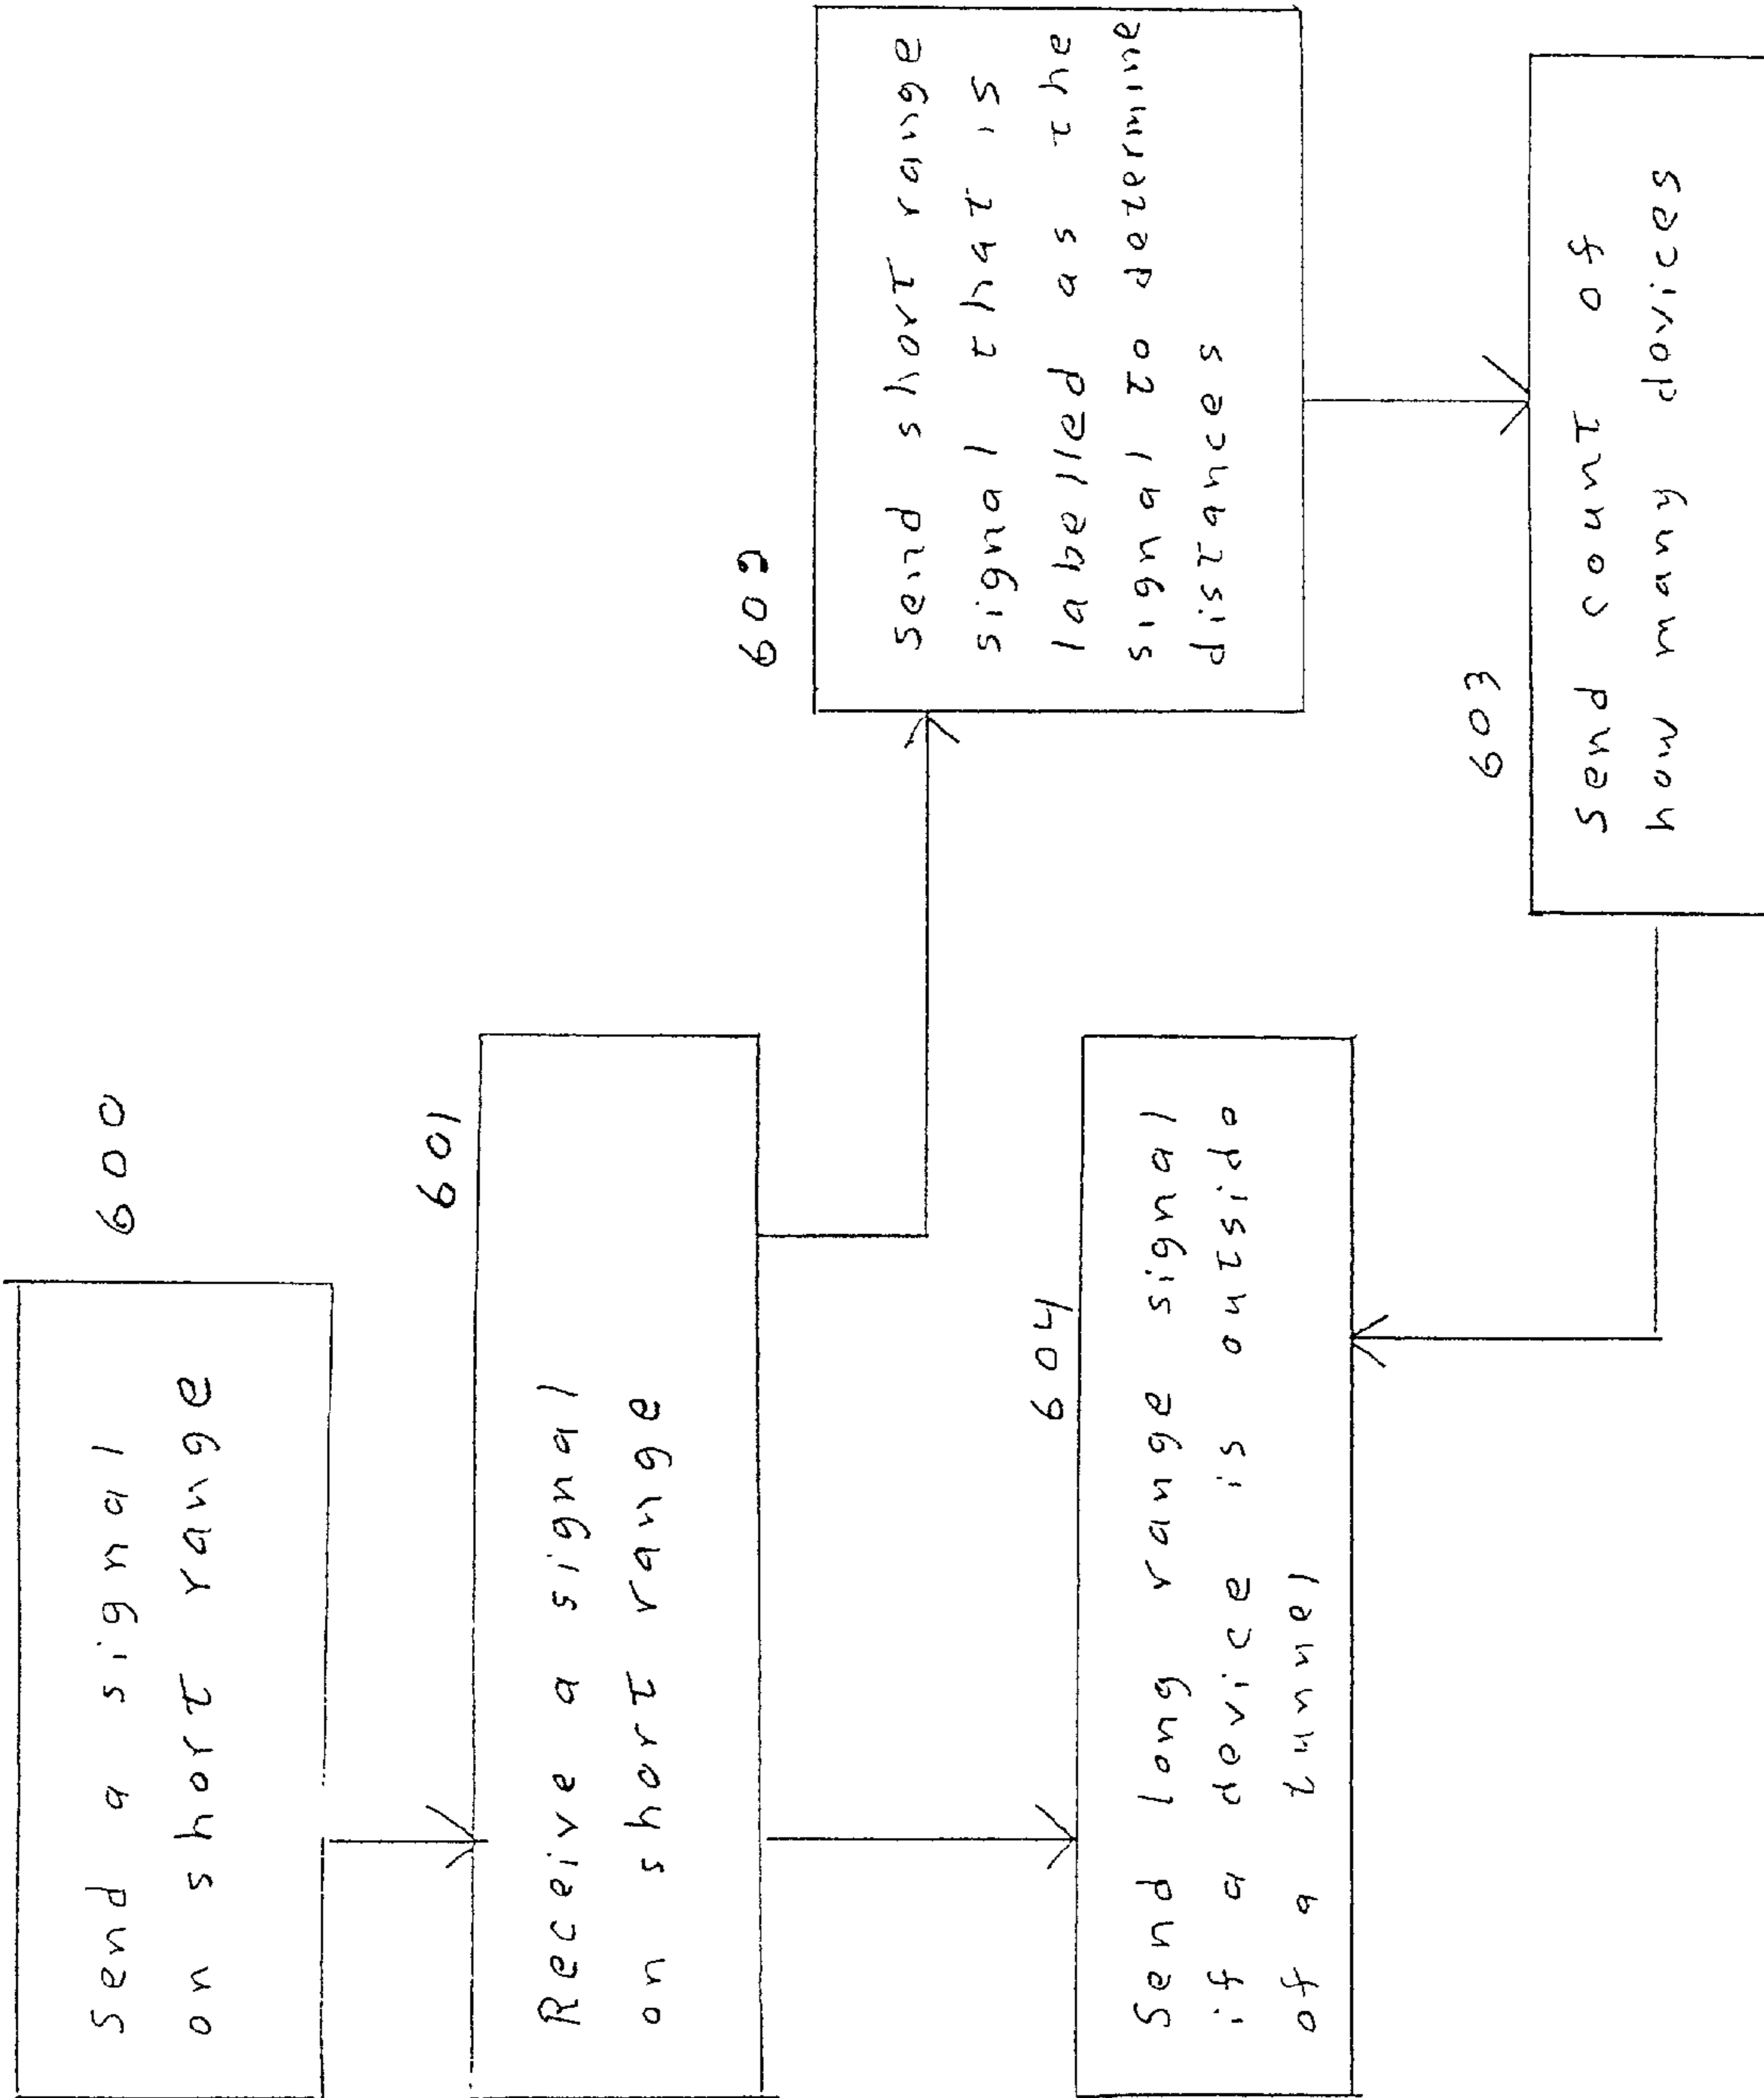 600
Send a signal
on short range
601
Receive a signal
on short range
602
Send short range
signal that is
labelled as the
signal to determine
distances
603
Send count of
how many devices
604
Send long range signal
if a device is outside
of a tunnel